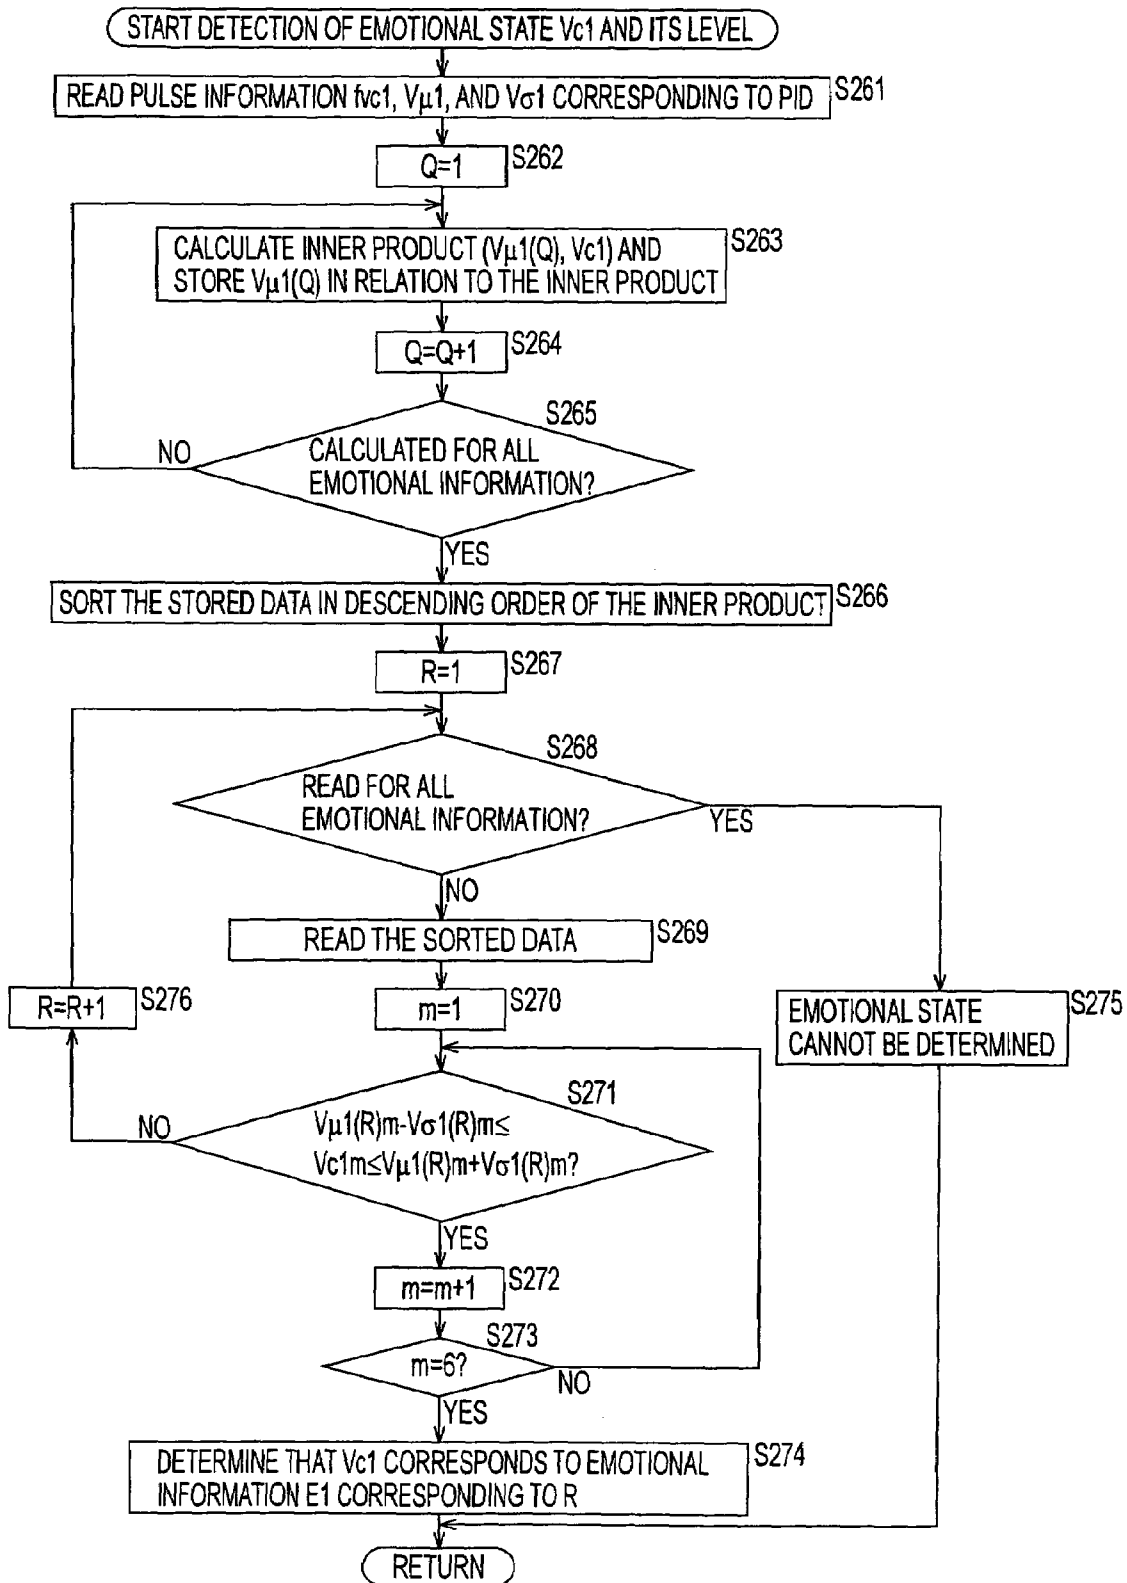 START DETECTION OF EMOTIONAL STATE Vc1 AND ITS LEVEL
READ PULSE INFORMATION fvc1, Vμ1, AND Vσ1 CORRESPONDING TO PID
S261
Q=1
S262
CALCULATE INNER PRODUCT (Vμ1(Q), Vc1) AND
STORE Vμ1(Q) IN RELATION TO THE INNER PRODUCT
S263
Q=Q+1
S264
S265
CALCULATED FOR ALL
EMOTIONAL INFORMATION?
NO
YES
SORT THE STORED DATA IN DESCENDING ORDER OF THE INNER PRODUCT
S266
R=1
S267
S268
READ FOR ALL
EMOTIONAL INFORMATION?
YES
NO
READ THE SORTED DATA
S269
R=R+1
S276
m=1
S270
EMOTIONAL STATE
CANNOT BE DETERMINED
S275
S271
Vμ1(R)m-Vσ1(R)m≤
Vc1m≤Vμ1(R)m+Vσ1(R)m?
NO
YES
m=m+1
S272
S273
m=6?
NO
YES
DETERMINE THAT Vc1 CORRESPONDS TO EMOTIONAL
INFORMATION E1 CORRESPONDING TO R
S274
RETURN